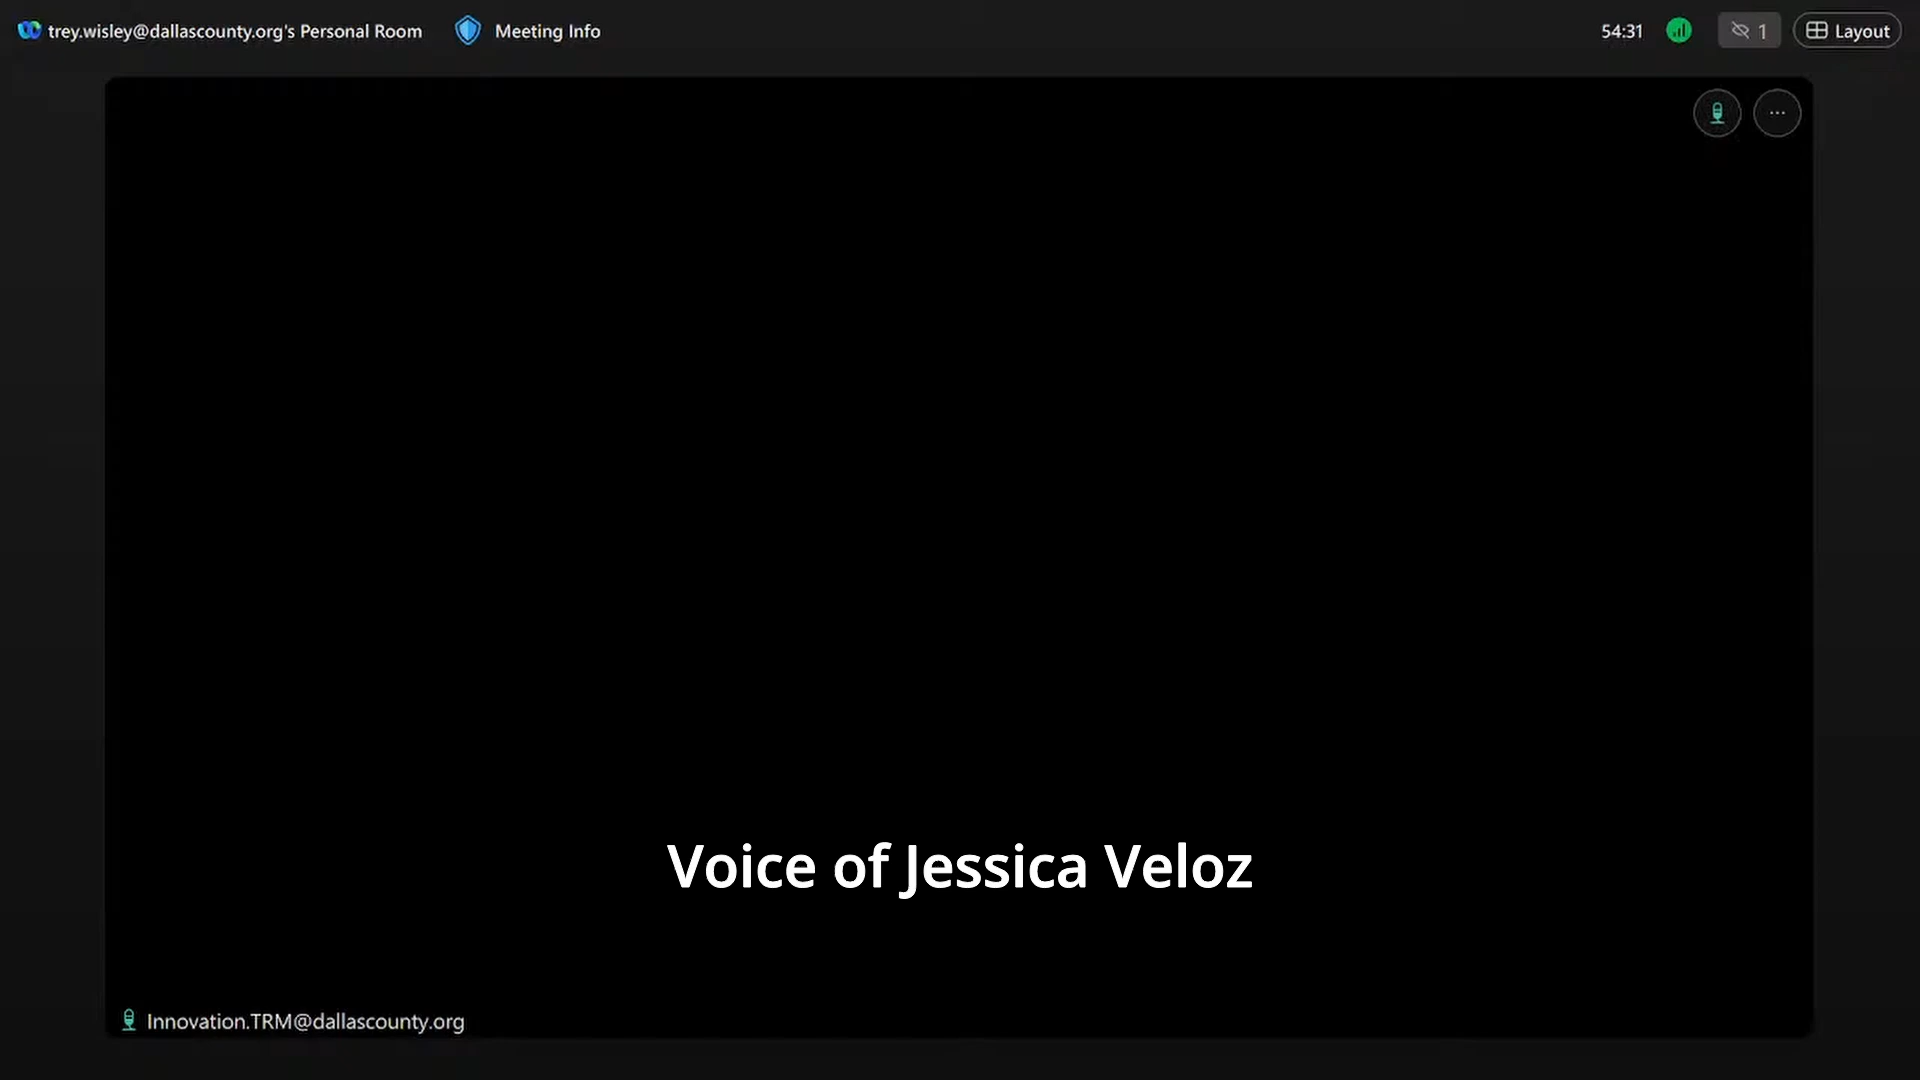 trey.wisley@dallascounty.org's Personal Room
Meeting Info
54:31
1
Layout
Voice of Jessica Veloz
Innovation.TRM@dallascounty.org